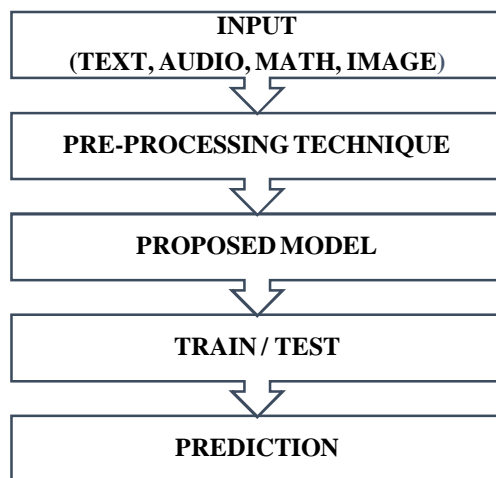 INPUT
(TEXT, AUDIO, MATH, IMAGE)
PRE-PROCESSING TECHNIQUE
PROPOSED MODEL
TRAIN / TEST
PREDICTION